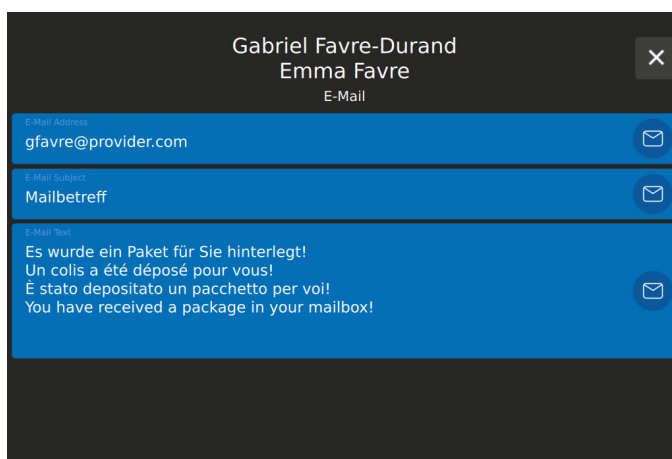 Gabriel Favre-Durand
Emma Favre
E-Mail
E-Mail Address
gfavre@provider.com
E-Mail Subject
Mailbetreff
E-Mail Text
Es wurde ein Paket für Sie hinterlegt!
Un colis a été déposé pour vous!
È stato depositato un pacchetto per voi!
You have received a package in your mailbox!